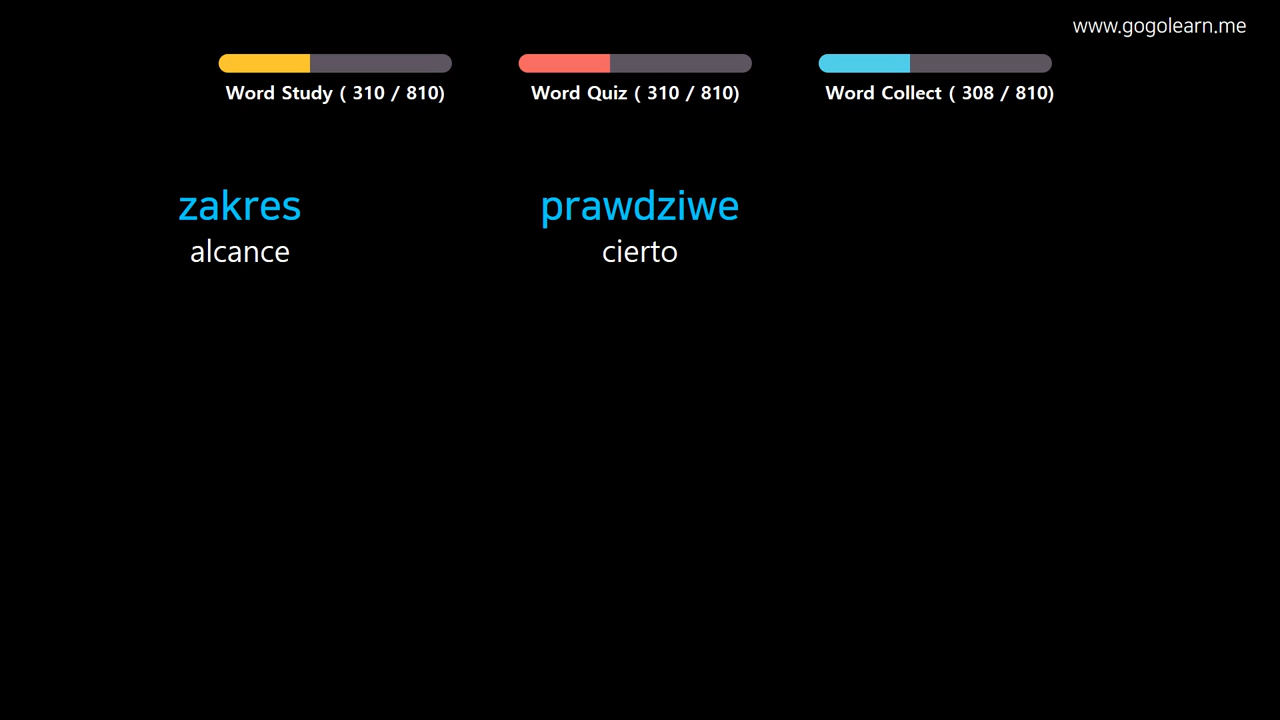 www.gogolearn.me
Word Study ( 310 / 810)
Word Quiz ( 310 / 810)
Word Collect ( 308 / 810)
zakres
alcance
prawdziwe
cierto